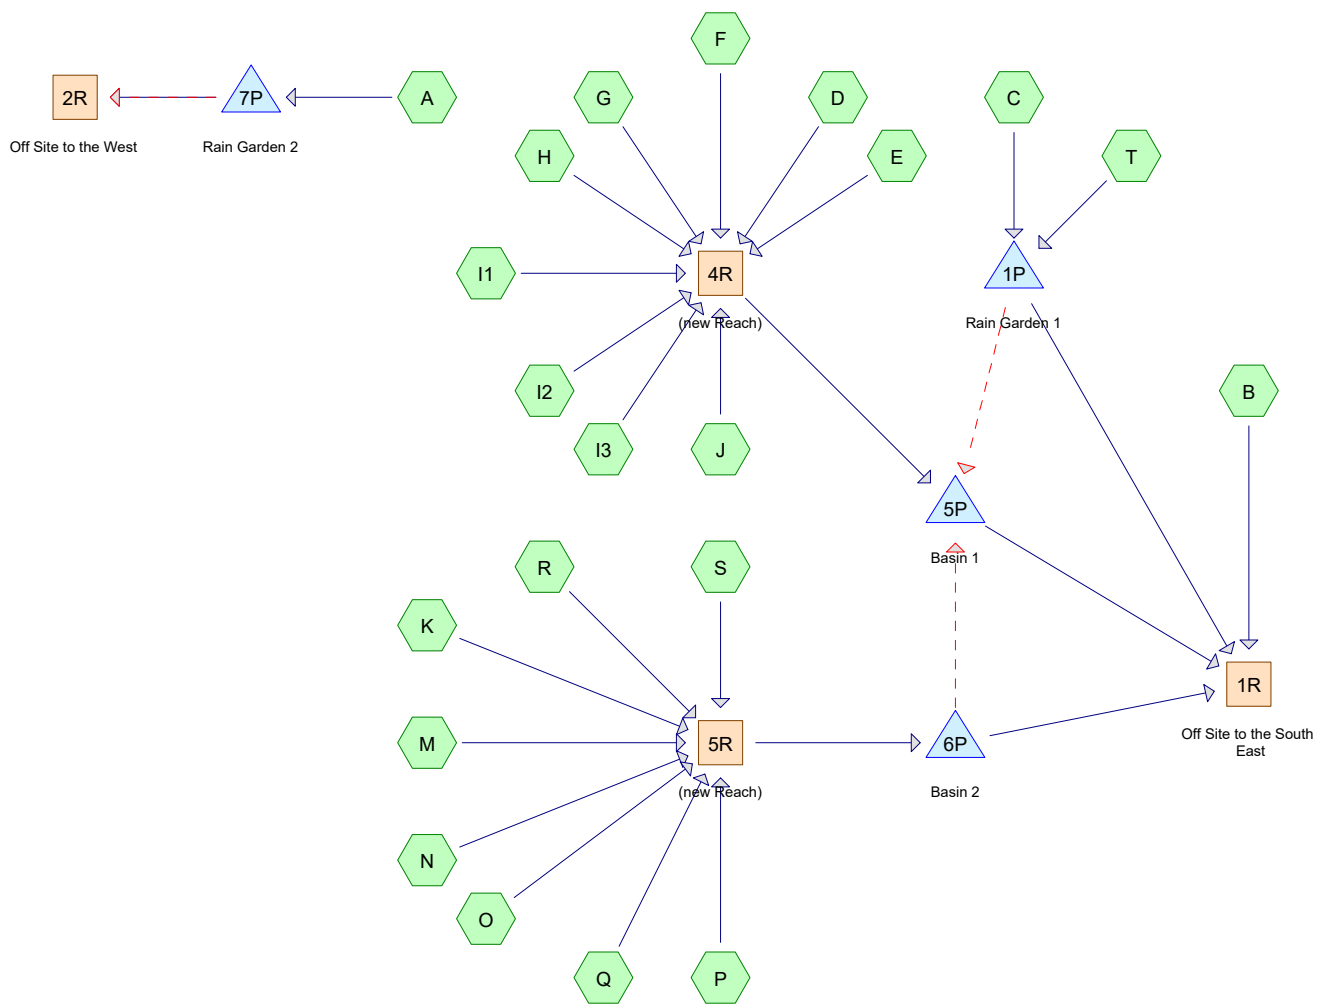 F
2R
7P
A
G
D
C
Off Site to the West
Rain Garden 2
H
E
T
I1
4R
1P
(new Reach)
Rain Garden 1
I2
B
I3
J
5P
Basin 1
R
S
K
1R
M
5R
6P
Off Site to the South
East
(new Reach)
Basin 2
N
O
Q
P